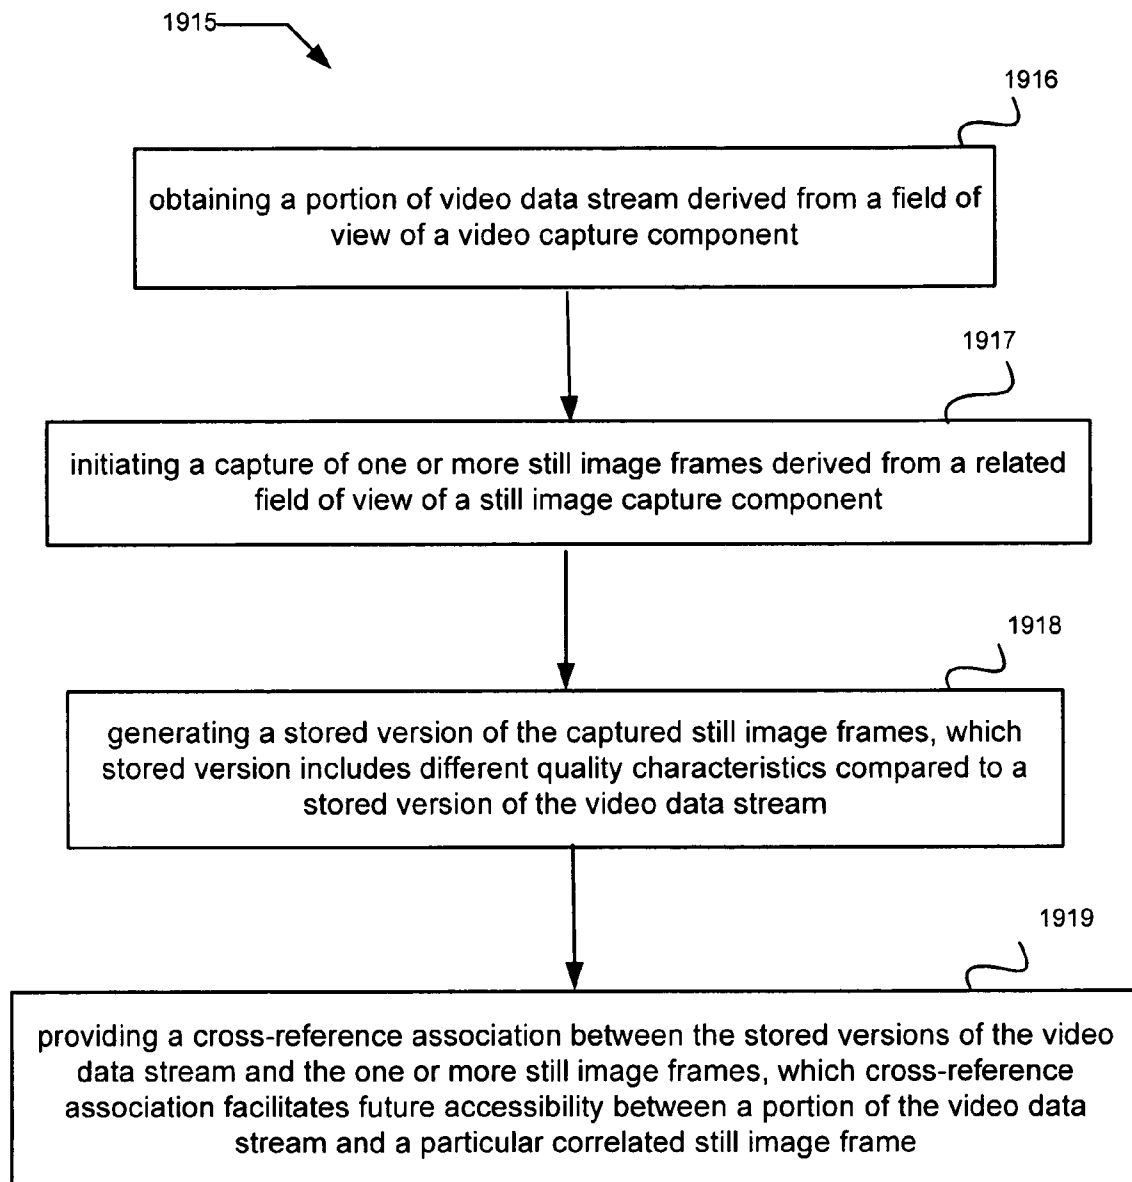 1915
1916
obtaining a portion of video data stream derived from a field of
view of a video capture component
1917
initiating a capture of one or more still image frames derived from a related
field of view of a still image capture component
1918
generating a stored version of the captured still image frames, which
stored version includes different quality characteristics compared to a
stored version of the video data stream
1919
providing a cross-reference association between the stored versions of the video
data stream and the one or more still image frames, which cross-reference
association facilitates future accessibility between a portion of the video data
stream and a particular correlated still image frame